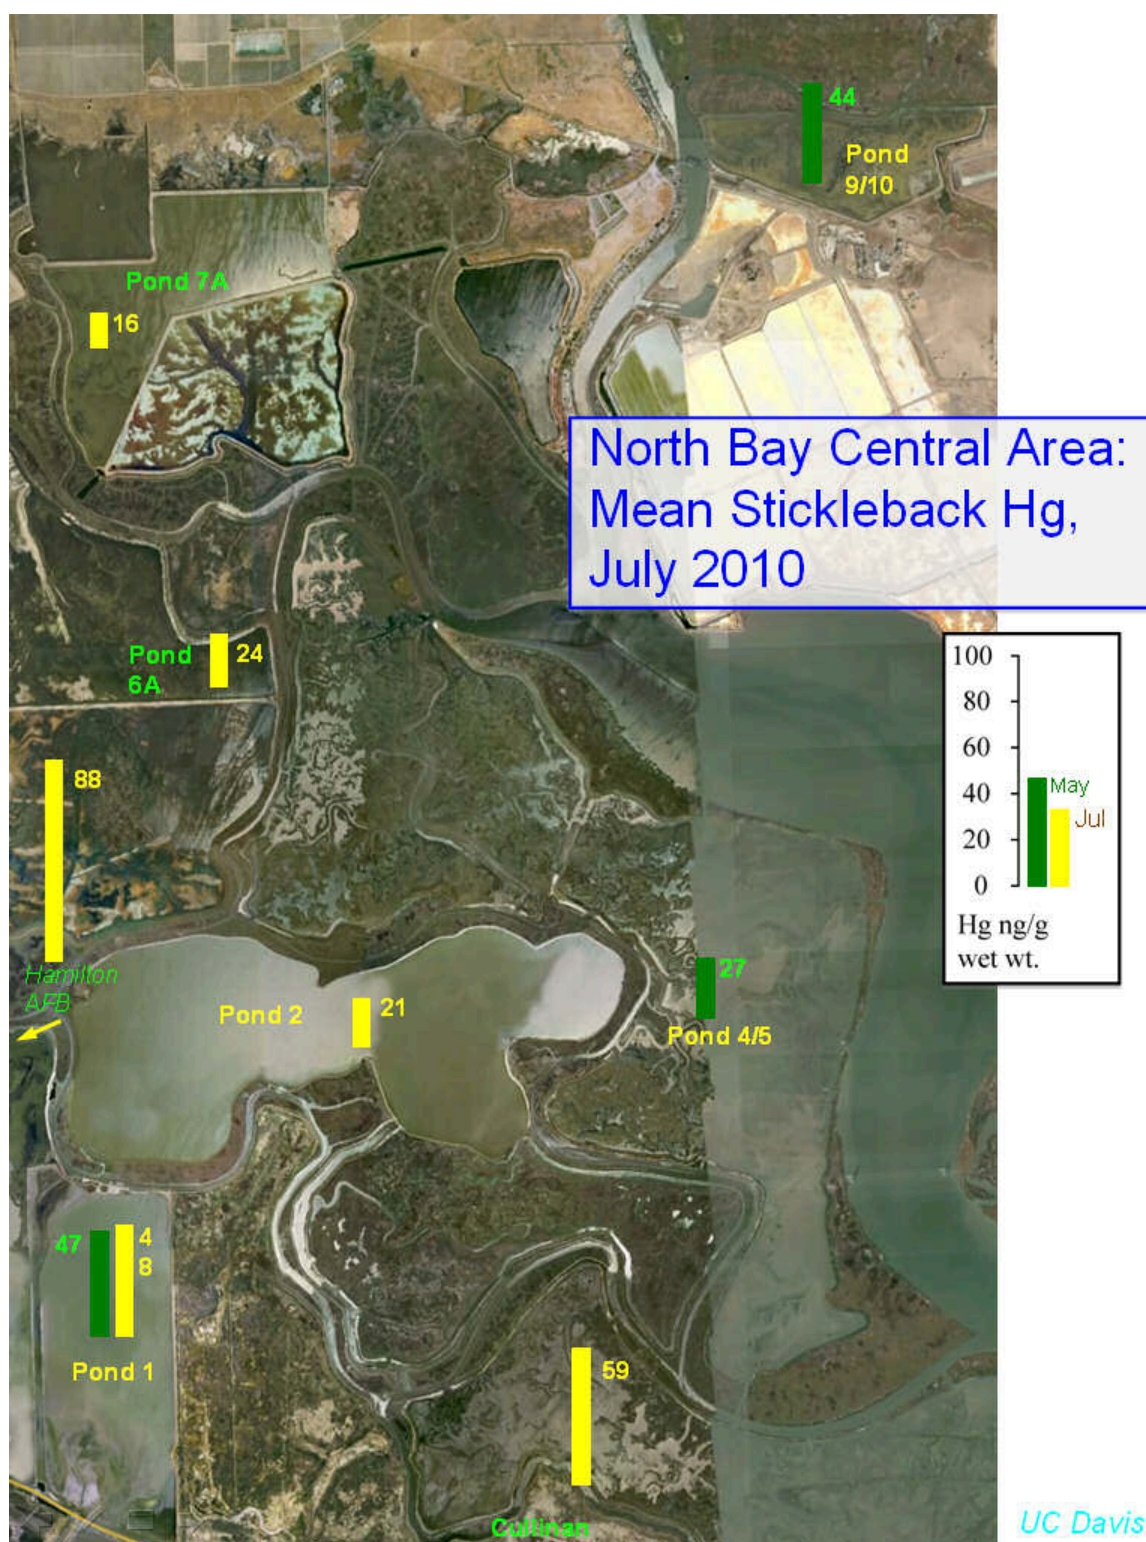 44
Pond
9/10
Pond 7A
16
North Bay Central Area:
Mean Stickleback Hg,
July 2010
Pond
6A
24
100
80
60
40
20
0
May
Jul
Hg ng/g
wet wt.
88
Hamilton
AFB
Pond 2
21
27
Pond 4/5
47
4
8
Pond 1
59
Cullinan
UC Davis